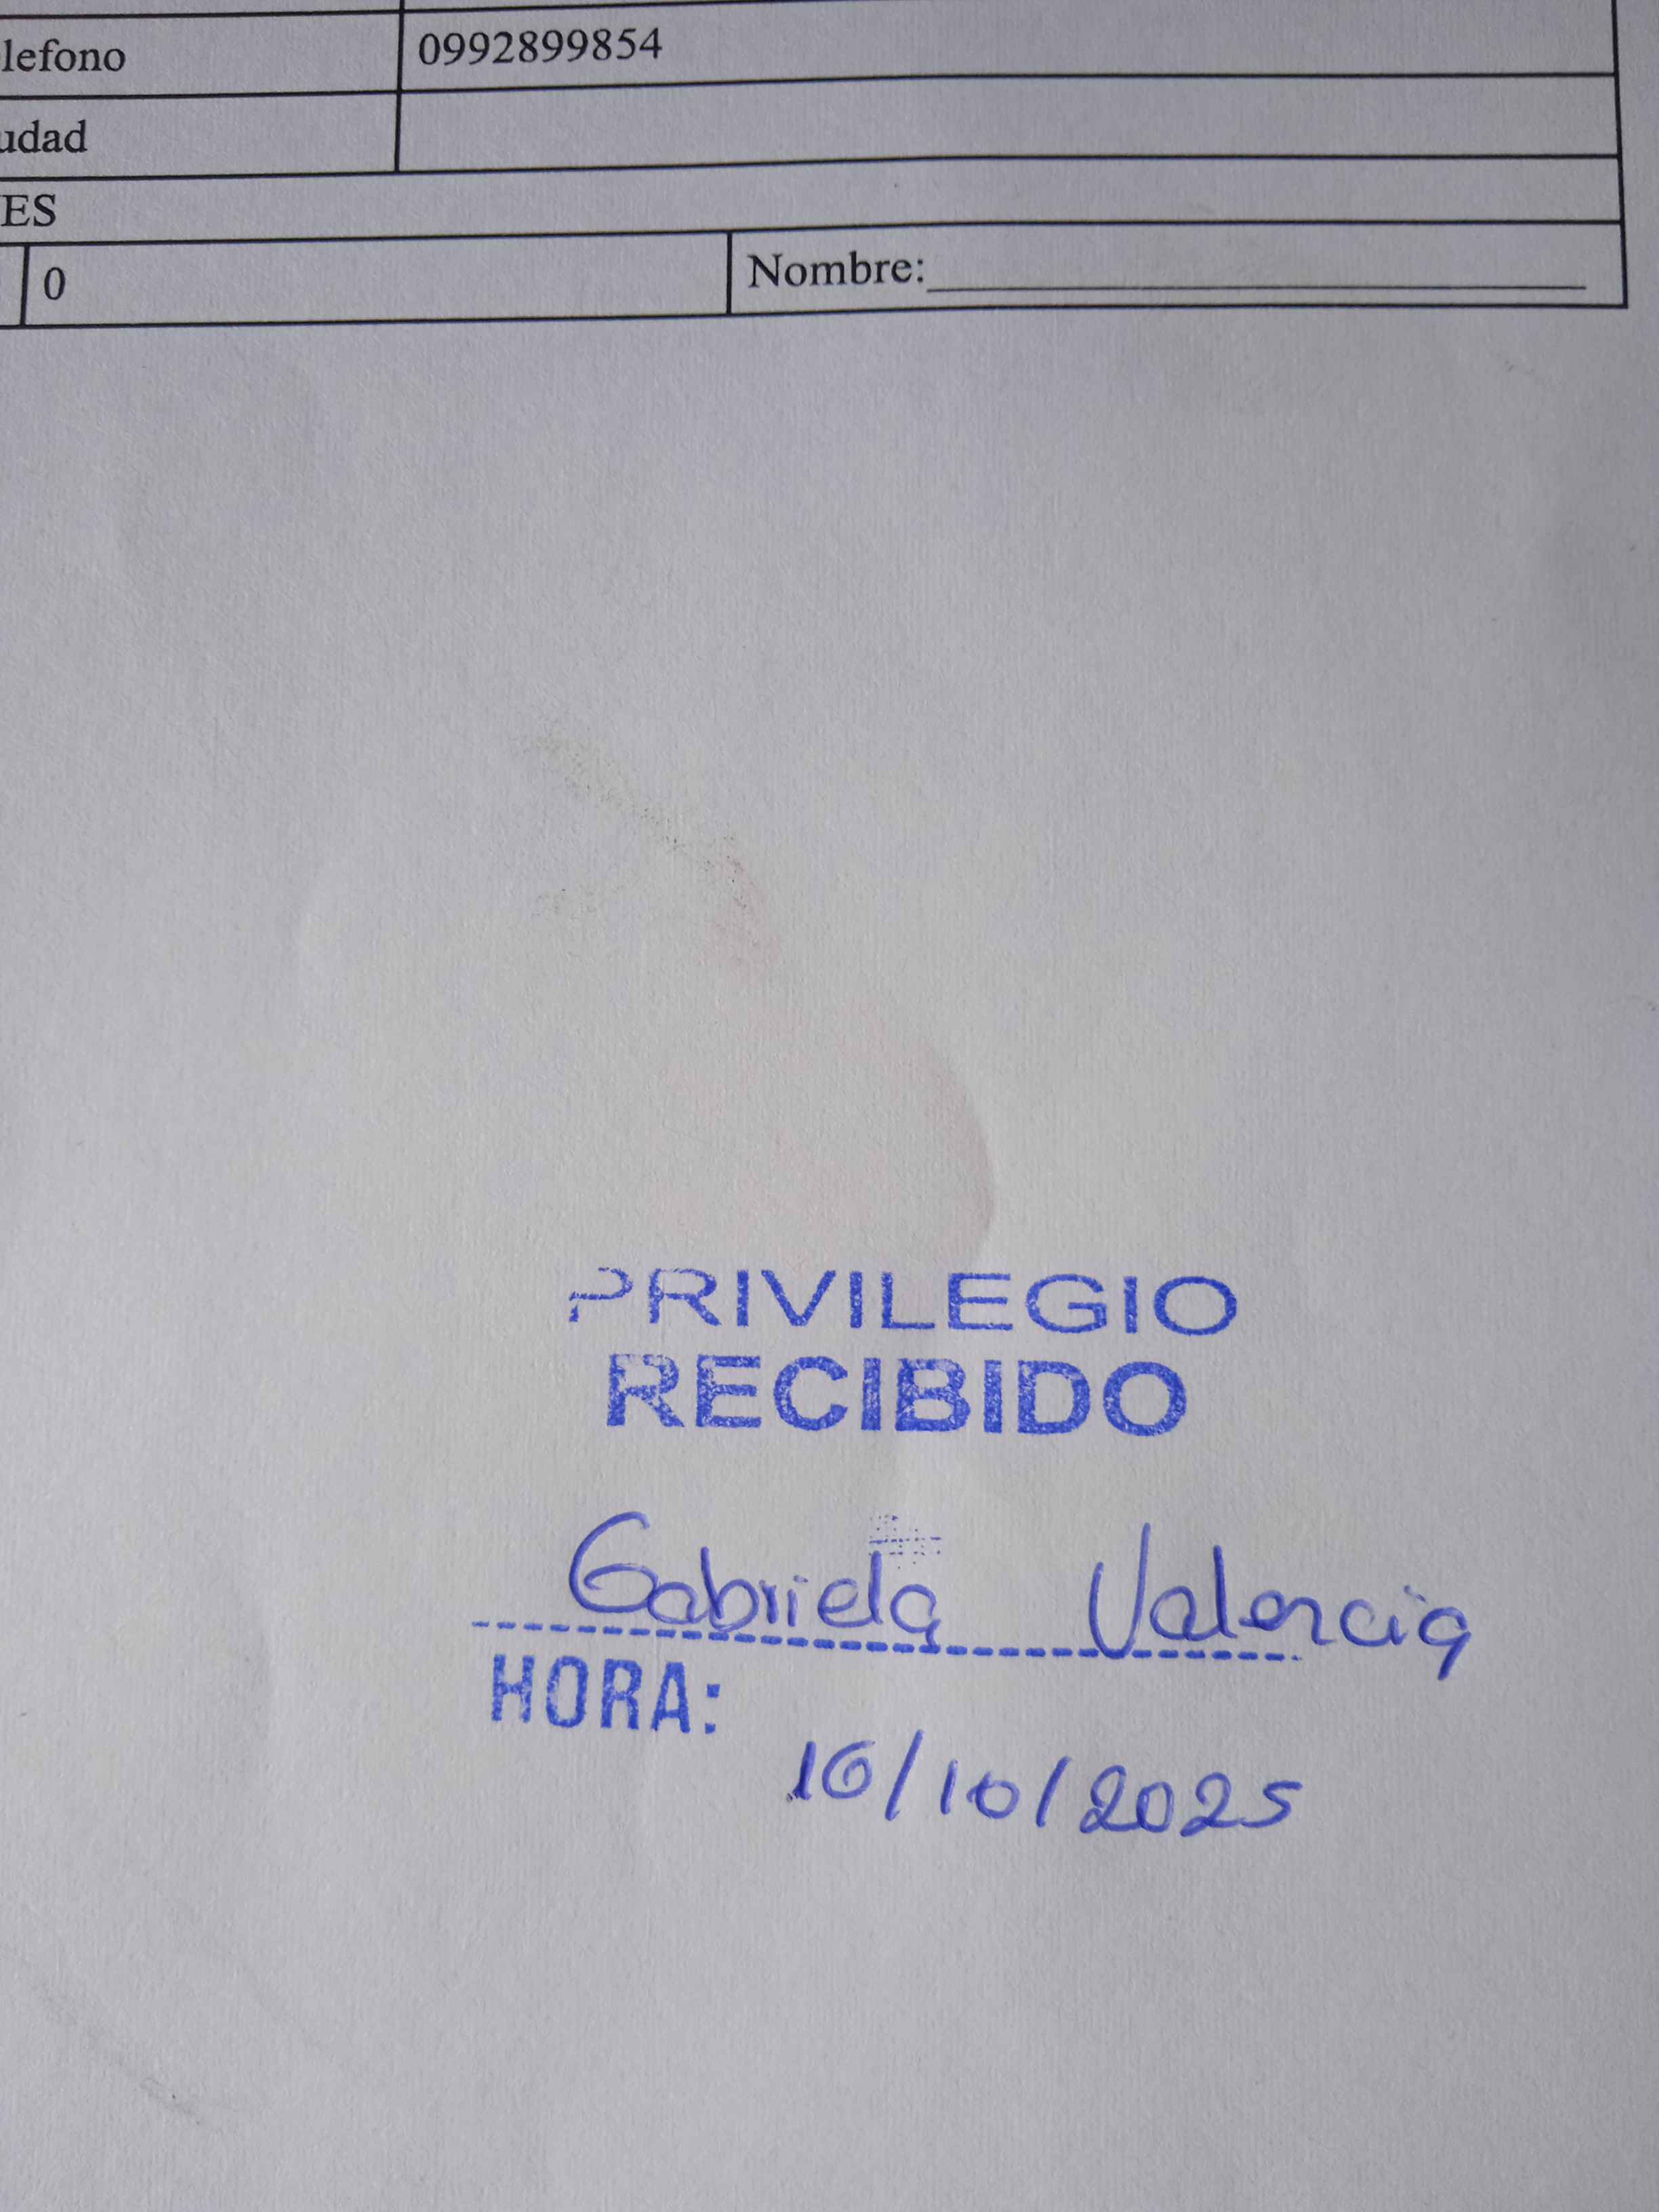 lefono 0992899854
udad
ES
0 Nombre:
PRIVILEGIO
RECIBIDO
Gabriela Valencia
HORA:
16/10/2025